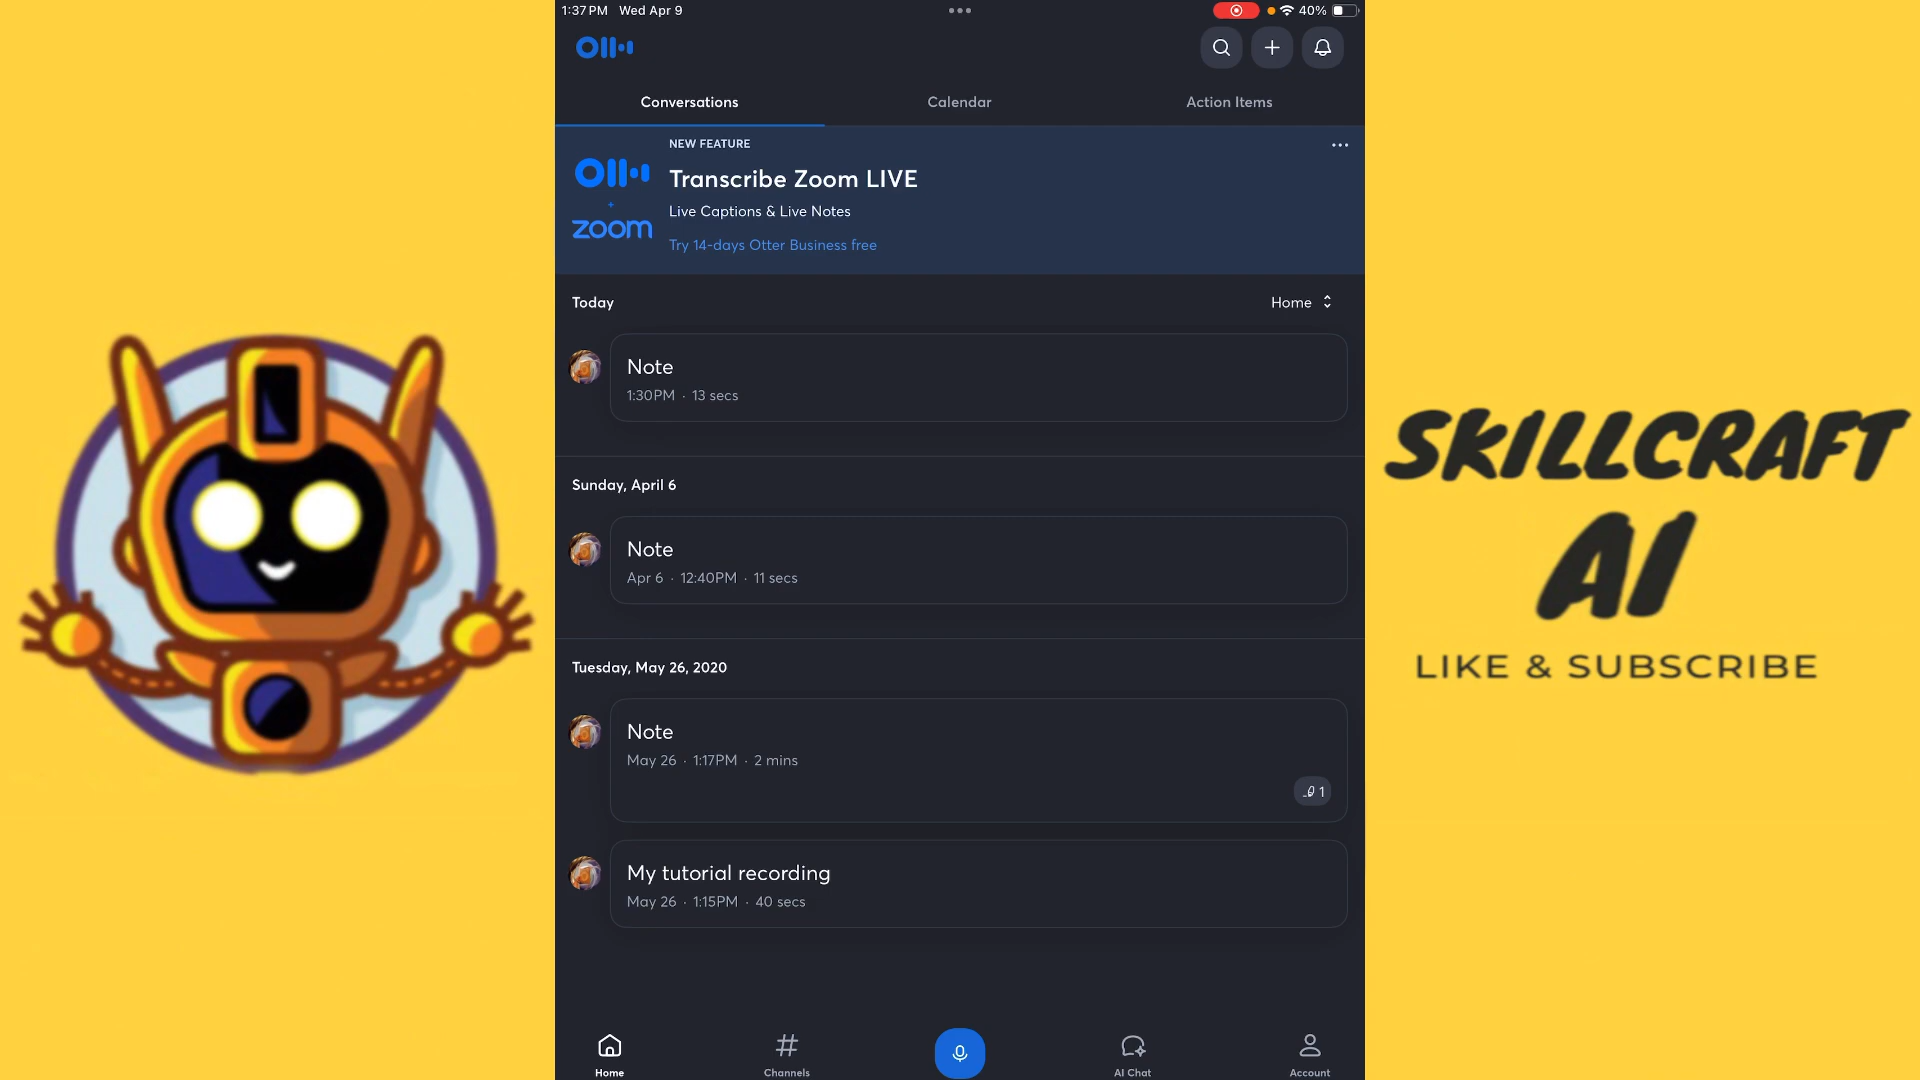 1:37 PM Wed Apr 9
40%
Conversations
Calendar
Action Items
NEW FEATURE
Transcribe Zoom LIVE
Live Captions & Live Notes
Try 14-days Otter Business free
+
zoom
Today
Home
Note
1:30PM · 13 secs
Sunday, April 6
Note
Apr 6 · 12:40PM · 11 secs
Tuesday, May 26, 2020
Note
May 26 · 1:17PM · 2 mins
1
My tutorial recording
May 26 · 1:15PM · 40 secs
Home
Channels
AI Chat
Account
SKILLCRAFT
AI
LIKE & SUBSCRIBE